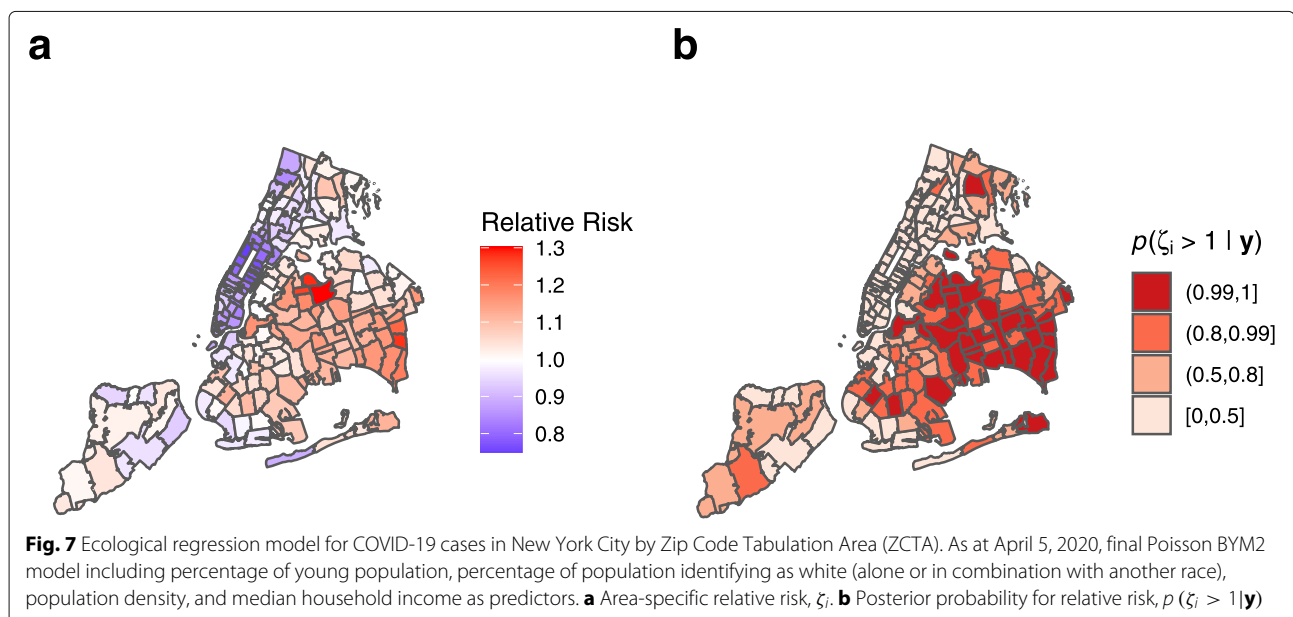 a
b
Relative Risk
1.3
1.2
1.1
1.0
0.9
0.8
p(ζi > 1 | y)
(0.99,1]
(0.8,0.99]
(0.5,0.8]
[0,0.5]
Fig. 7 Ecological regression model for COVID-19 cases in New York City by Zip Code Tabulation Area (ZCTA). As at April 5, 2020, final Poisson BYM2
model including percentage of young population, percentage of population identifying as white (alone or in combination with another race),
population density, and median household income as predictors. a Area-specific relative risk, ζi. b Posterior probability for relative risk, p (ζi > 1|y)